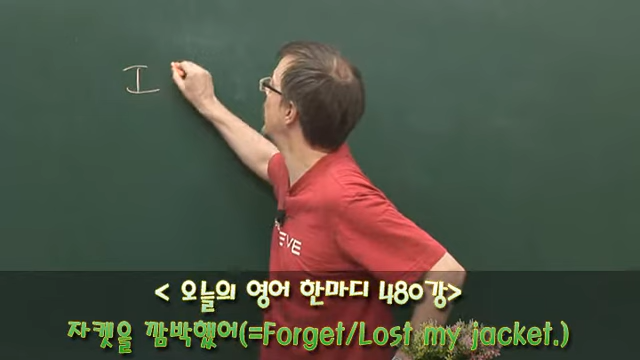 I
EVE
< 오늘의 영어 한마디 480강>
자켓을 깜박했어(=Forget/Lost my jacket.)